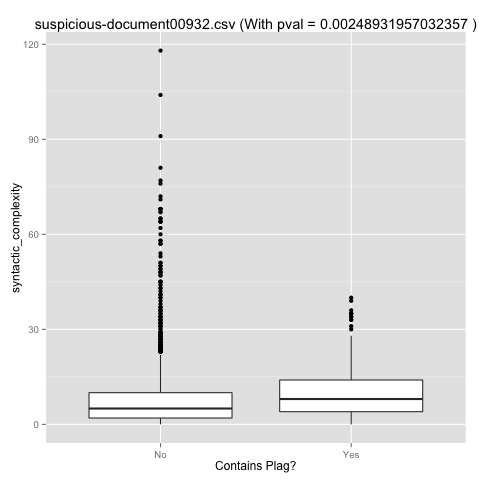 suspicious-document00932.csv (With pval = 0.00248931957032357 )
120
90
60
30
0
syntactic_complexity
No
Yes
Contains Plag?